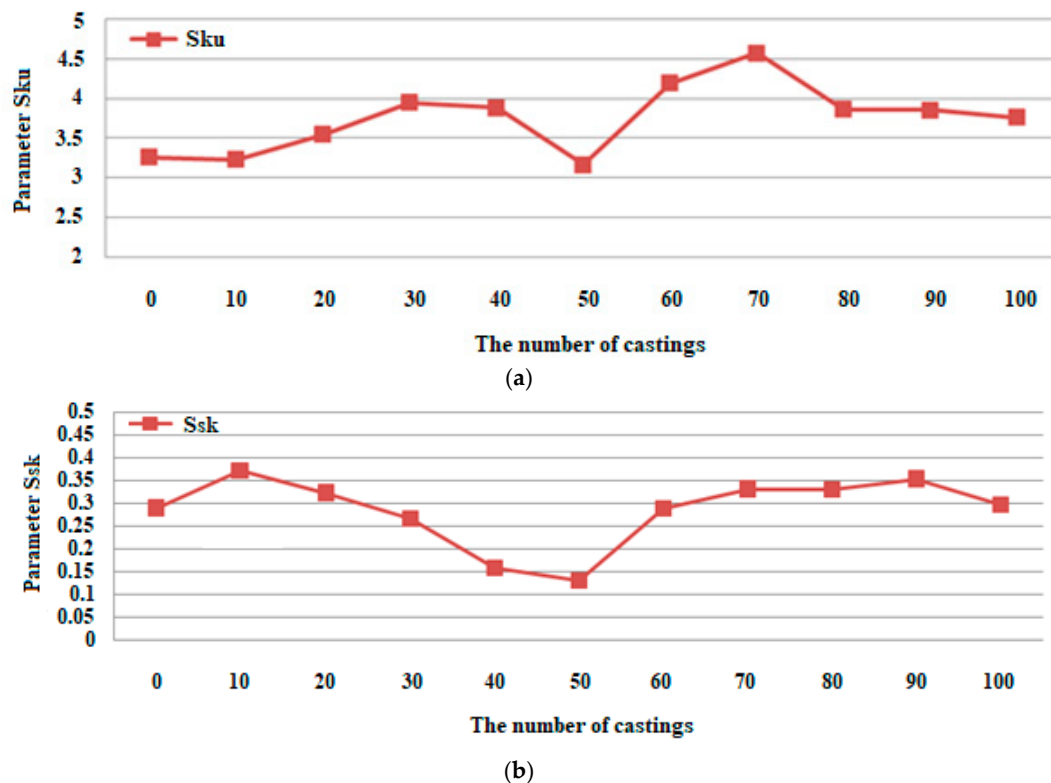 Sku
Parameter Sku
5
4.5
4
3.5
3
2.5
2
0 10 20 30 40 50 60 70 80 90 100
The number of castings
(a)
Ssk
Parameter Ssk
0.5
0.45
0.4
0.35
0.3
0.25
0.2
0.15
0.1
0.05
0
0 10 20 30 40 50 60 70 80 90 100
The number of castings
(b)